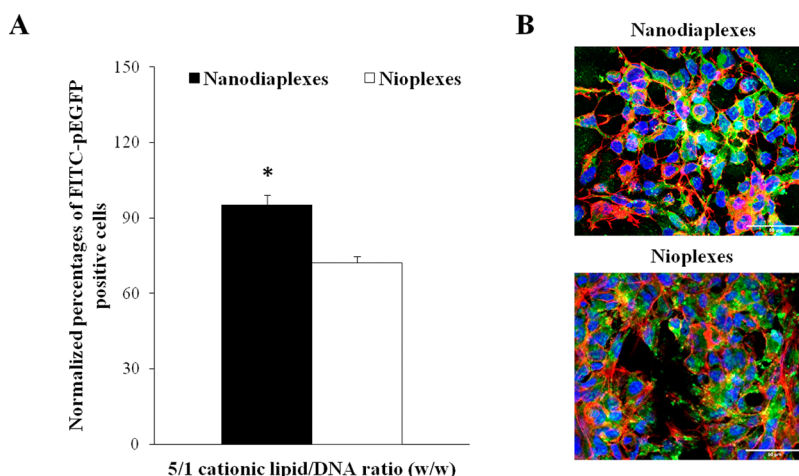 A
Normalized percentages of FITC-pEGFP
positive cells
150
120
90
60
30
0
Nanodiaplexes
Nioplexes
*
5/1 cationic lipid/DNA ratio (w/w)
B
Nanodiaplexes
Nioplexes